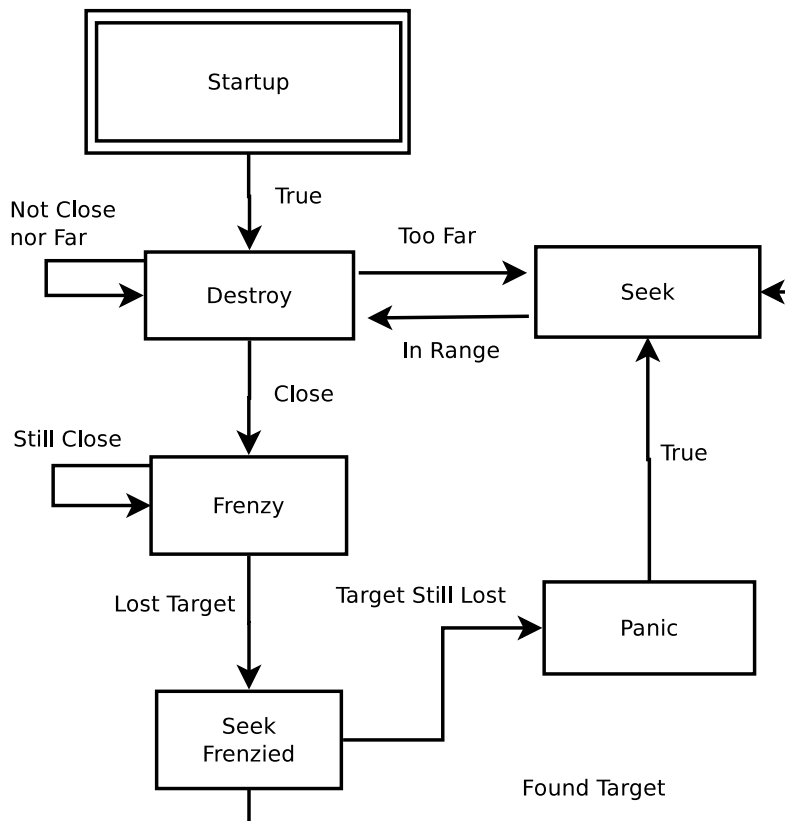 Startup
True
Not Close
nor Far
Too Far
Destroy
Seek
In Range
Close
Still Close
True
Frenzy
Lost Target
Target Still Lost
Panic
Seek
Frenzied
Found Target